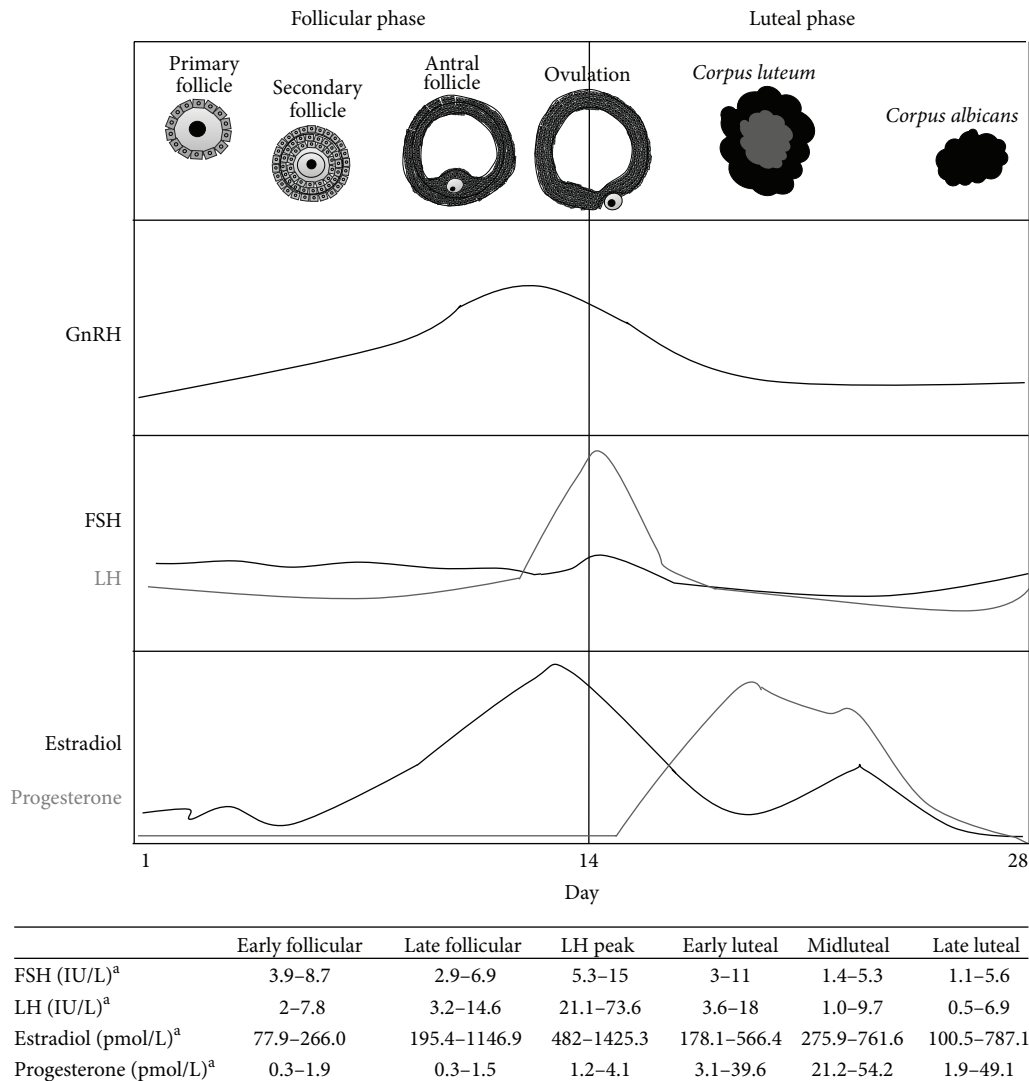 Follicular phase Luteal phase
Primary
follicle
Secondary
follicle
Antral
follicle
Ovulation
Corpus luteum
Corpus albicans
GnRH
FSH
LH
Estradiol
Progesterone
1 14 28
Day
Early follicular Late follicular LH peak Early luteal Midluteal Late luteal
FSH (IU/L)ᵃ 3.9–8.7 2.9–6.9 5.3–15 3–11 1.4–5.3 1.1–5.6
LH (IU/L)ᵃ 2–7.8 3.2–14.6 21.1–73.6 3.6–18 1.0–9.7 0.5–6.9
Estradiol (pmol/L)ᵃ 77.9–266.0 195.4–1146.9 482–1425.3 178.1–566.4 275.9–761.6 100.5–787.1
Progesterone (pmol/L)ᵃ 0.3–1.9 0.3–1.5 1.2–4.1 3.1–39.6 21.2–54.2 1.9–49.1